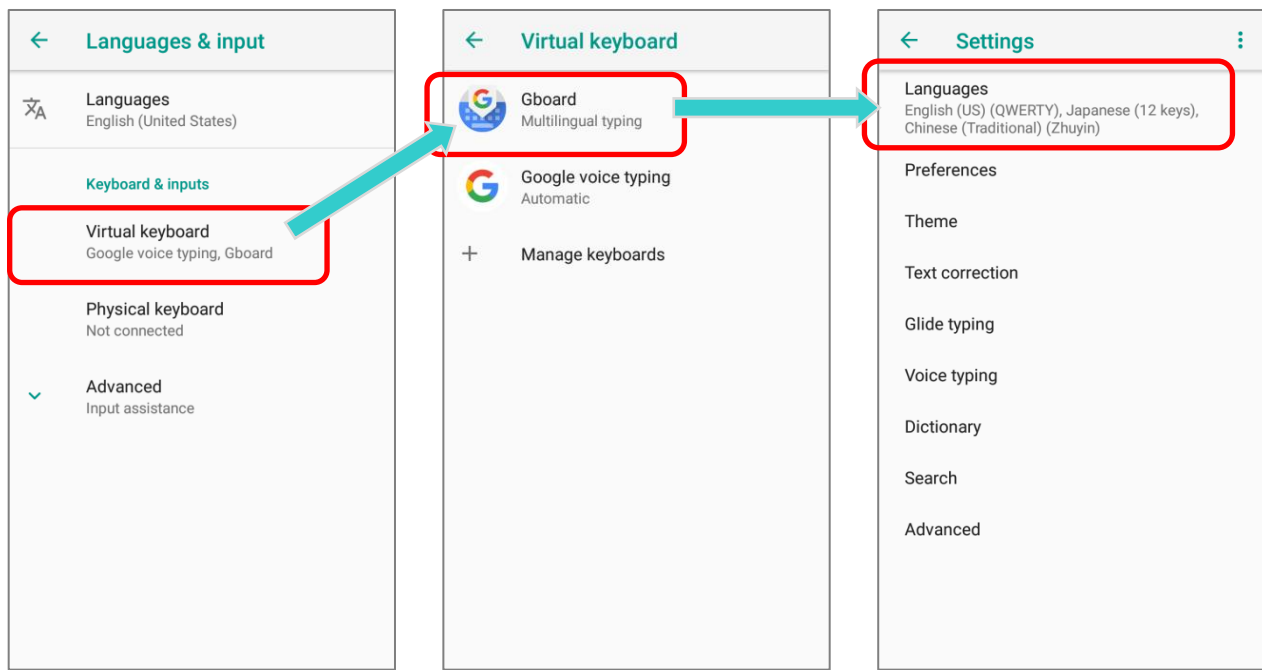 Languages & input
Languages
English (United States)
Keyboard & inputs
Virtual keyboard
Google voice typing, Gboard
Physical keyboard
Not connected
Advanced
Input assistance
Virtual keyboard
Gboard
Multilingual typing
Google voice typing
Automatic
Manage keyboards
Settings
Languages
English (US) (QWERTY), Japanese (12 keys),
Chinese (Traditional) (Zhuyin)
Preferences
Theme
Text correction
Glide typing
Voice typing
Dictionary
Search
Advanced